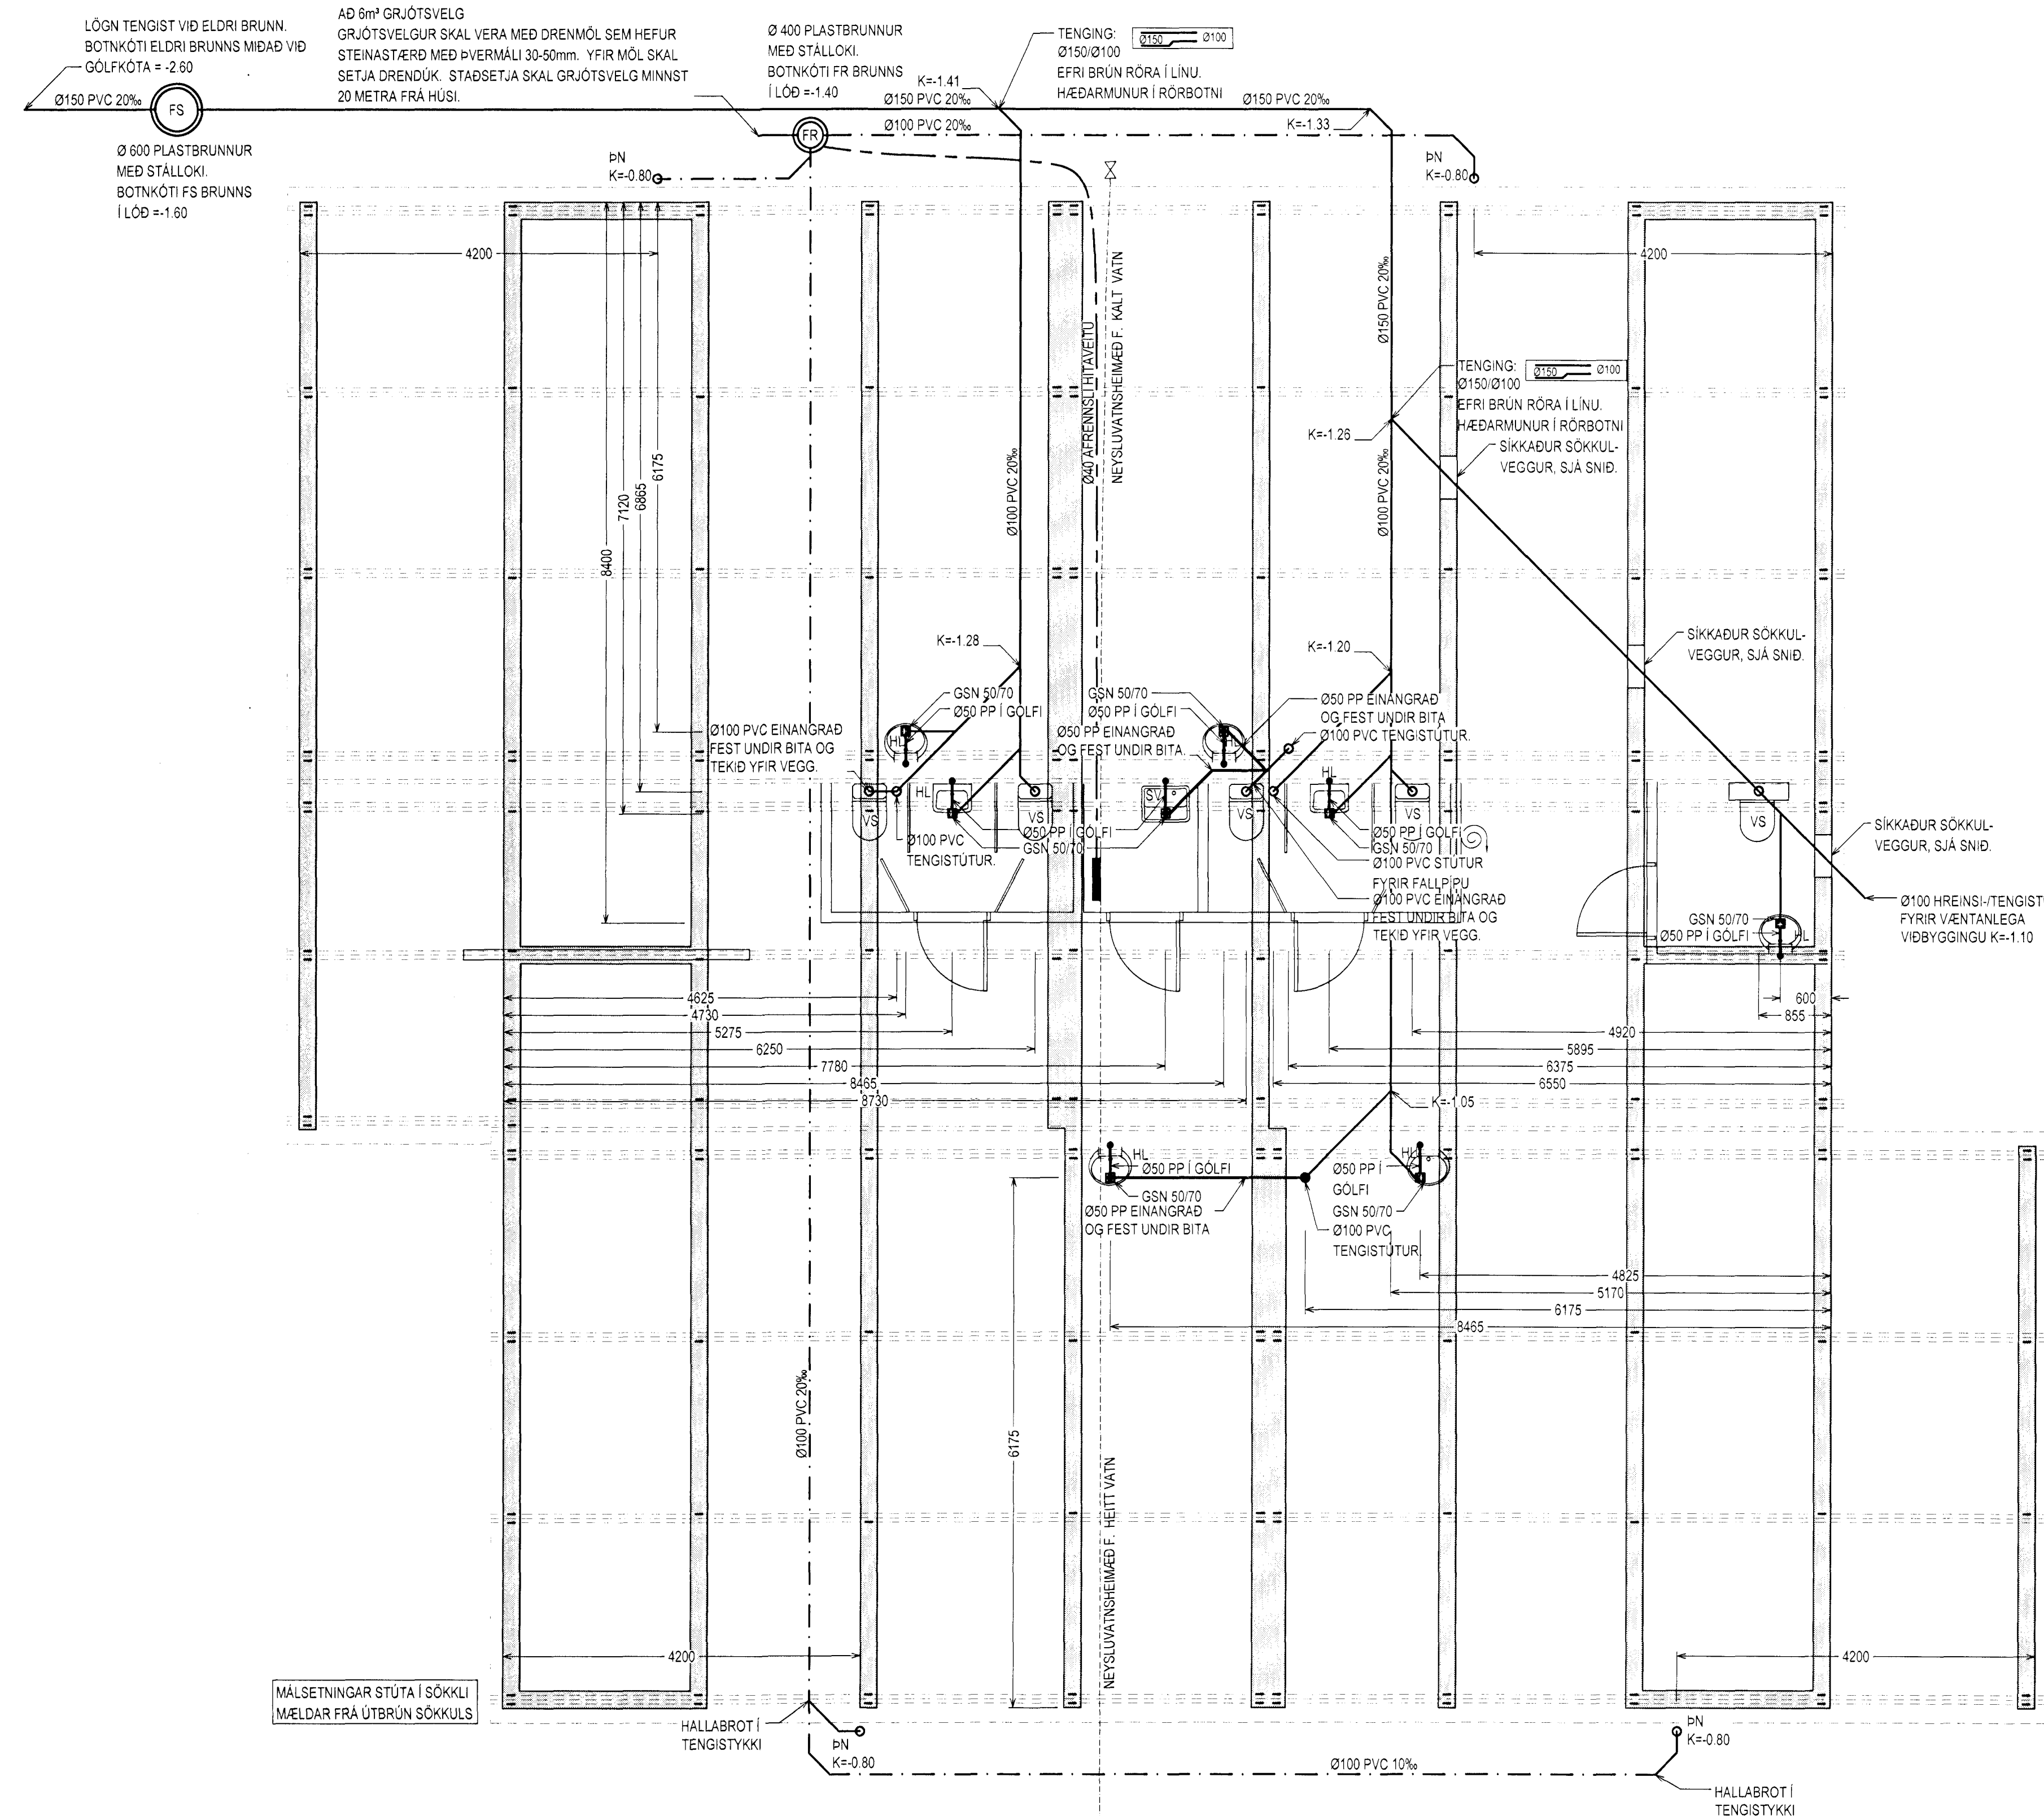 LÖGN TENGIST VIÐ ELDRI BRUNN.
BOTNKÓTI ELDRI BRUNNS MIÐAÐ VIÐ
GÓLFKÓTA = -2.60
Ø150 PVC 20‰
FS
Ø 600 PLASTBRUNNUR
MEÐ STÁLLOKI.
BOTNKÓTI FS BRUNNS
Í LÓÐ =-1.60
AÐ 6m³ GRJÓTSVELG
GRJÓTSVELGUR SKAL VERA MEÐ DRENMÖL SEM HEFUR
STEINASTÆRÐ MEÐ ÞVERMÁLI 30-50mm. YFIR MÖL SKAL
SETJA DRENDÚK. STAÐSETJA SKAL GRJÓTSVELG MINNST
20 METRA FRÁ HÚSI.
Ø 400 PLASTBRUNNUR
MEÐ STÁLLOKI.
BOTNKÓTI FR BRUNNS
Í LÓÐ =-1.40
K=-1.41
Ø150 PVC 20‰
FR
Ø100 PVC 20‰
TENGING:
Ø150/Ø100
Ø150 Ø100
EFRI BRÚN RÖRA Í LÍNU.
HÆÐARMUNUR Í RÖRBOTNI
Ø150 PVC 20‰
K=-1.33
ÞN
K=-0.80
ÞN
K=-0.80
4200
4200
Ø150 PVC 20‰
Ø40 AFRENNSLI HITAVEITU
NEYSLUVATNSHEIMÆÐ F. KALT VATN
TENGING:
Ø150/Ø100
Ø150 Ø100
EFRI BRÚN RÖRA Í LÍNU.
HÆÐARMUNUR Í RÖRBOTNI
K=-1.26
SÍKKAÐUR SÖKKUL-
VEGGUR, SJÁ SNIÐ.
6175
6865
7120
8400
Ø100 PVC 20‰
Ø100 PVC 20‰
K=-1.28
K=-1.20
SÍKKAÐUR SÖKKUL-
VEGGUR, SJÁ SNIÐ.
GSN 50/70
Ø50 PP Í GÓLFI
HL
Ø100 PVC EINANGRAÐ
FEST UNDIR BITA OG
TEKIÐ YFIR VEGG.
GSN 50/70
Ø50 PP Í GÓLFI
Ø50 PP EINANGRAÐ
OG FEST UNDIR BITA.
HL
Ø50 PP EINANGRAÐ
OG FEST UNDIR BITA
Ø100 PVC TENGISTÚTUR.
HL
HL
SV
VS
VS
VS
VS
VS
Ø100 PVC
TENGISTÚTUR.
Ø50 PP Í GÓLFI
GSN 50/70
Ø50 PP Í GÓLFI
GSN 50/70
Ø100 PVC STÚTUR
FYRIR FALLPÍPU
Ø100 PVC EINANGRAÐ
FEST UNDIR BITA OG
TEKIÐ YFIR VEGG.
SÍKKAÐUR SÖKKUL-
VEGGUR, SJÁ SNIÐ.
GSN 50/70
Ø50 PP Í GÓLFI
HL
Ø100 HREINSI-/TENGIST
FYRIR VÆNTANLEGA
VIÐBYGGINGU K=-1.10
4625
4730
5275
6250
7780
8465
8730
600
855
4920
5895
6375
6550
K=-1.05
HL
Ø50 PP Í GÓLFI
GSN 50/70
Ø50 PP EINANGRAÐ
OG FEST UNDIR BITA
HL
Ø50 PP Í
GÓLFI
GSN 50/70
Ø100 PVC
TENGISTÚTUR.
4825
5170
6175
8465
6175
Ø100 PVC 20‰
NEYSLUVATNSHEIMÆÐ F. HEITT VATN
4200
4200
MÁLSETNINGAR STÚTA Í SÖKKLI
MÆLDAR FRÁ ÚTBRÚN SÖKKULS
HALLABROT Í
TENGISTYKKI
ÞN
K=-0.80
Ø100 PVC 10‰
ÞN
K=-0.80
HALLABROT Í
TENGISTYKKI